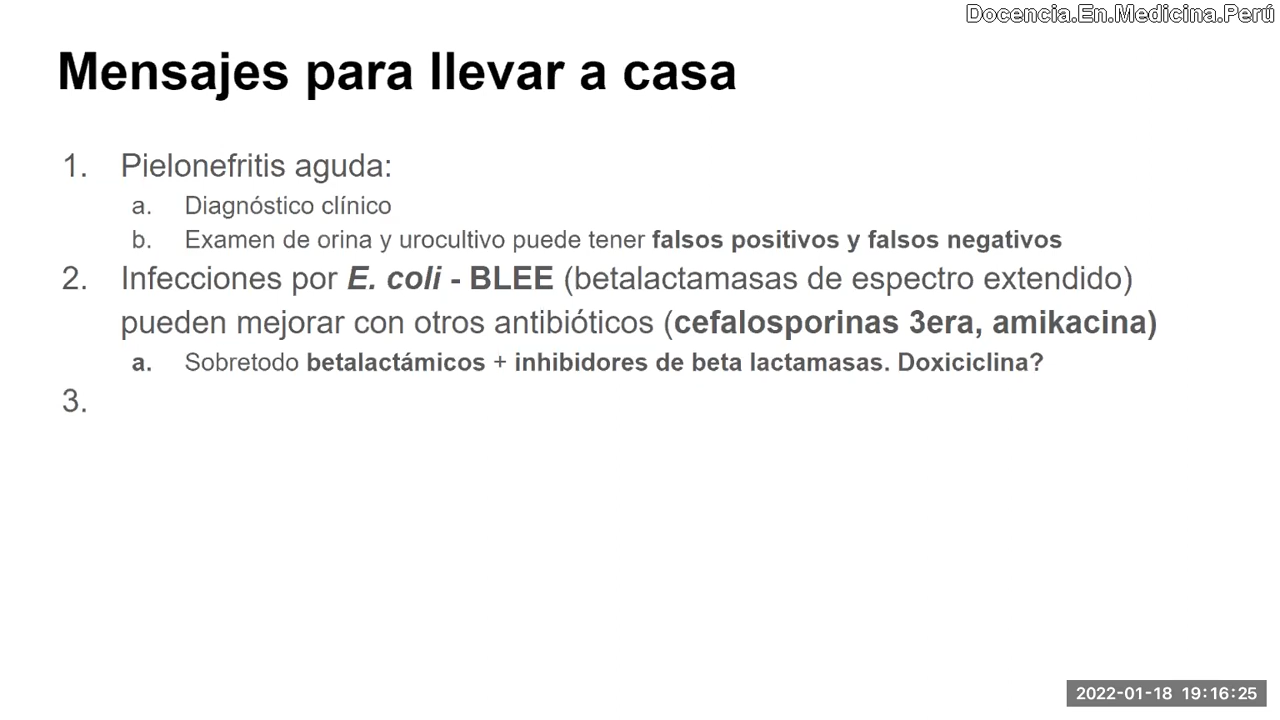 Docencia.En.Medicina.Perú
Mensajes para llevar a casa
1. Pielonefritis aguda:
a. Diagnóstico clínico
b. Examen de orina y urocultivo puede tener falsos positivos y falsos negativos
2. Infecciones por E. coli - BLEE (betalactamasas de espectro extendido)
pueden mejorar con otros antibióticos (cefalosporinas 3era, amikacina)
a. Sobretodo betalactámicos + inhibidores de beta lactamasas. Doxiciclina?
3.
2022-01-18 19:16:25